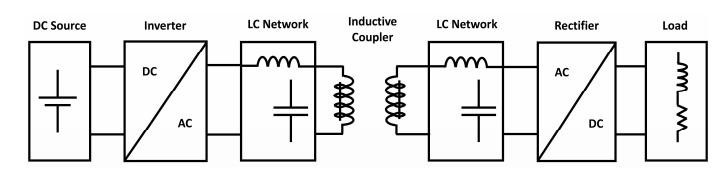 DC Source
Inverter
LC Network
Inductive
Coupler
LC Network
Rectifier
Load
DC
AC
AC
DC